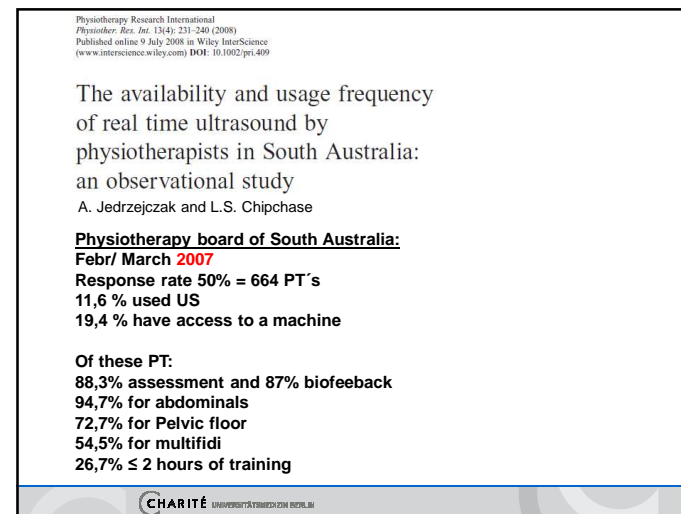 Physiotherapy Research International
Physiother. Res. Int. 13(4): 231–240 (2008)
Published online 9 July 2008 in Wiley InterScience
(www.interscience.wiley.com) DOI: 10.1002/pri.409
The availability and usage frequency
of real time ultrasound by
physiotherapists in South Australia:
an observational study
A. Jedrzejczak and L.S. Chipchase
Physiotherapy board of South Australia:
Febr/ March 2007
Response rate 50% = 664 PT´s
11,6 % used US
19,4 % have access to a machine
Of these PT:
88,3% assessment and 87% biofeeback
94,7% for abdominals
72,7% for Pelvic floor
54,5% for multifidi
26,7% ≤ 2 hours of training
CHARITÉ UNIVERSITÄTSMEDIZIN BERLIN